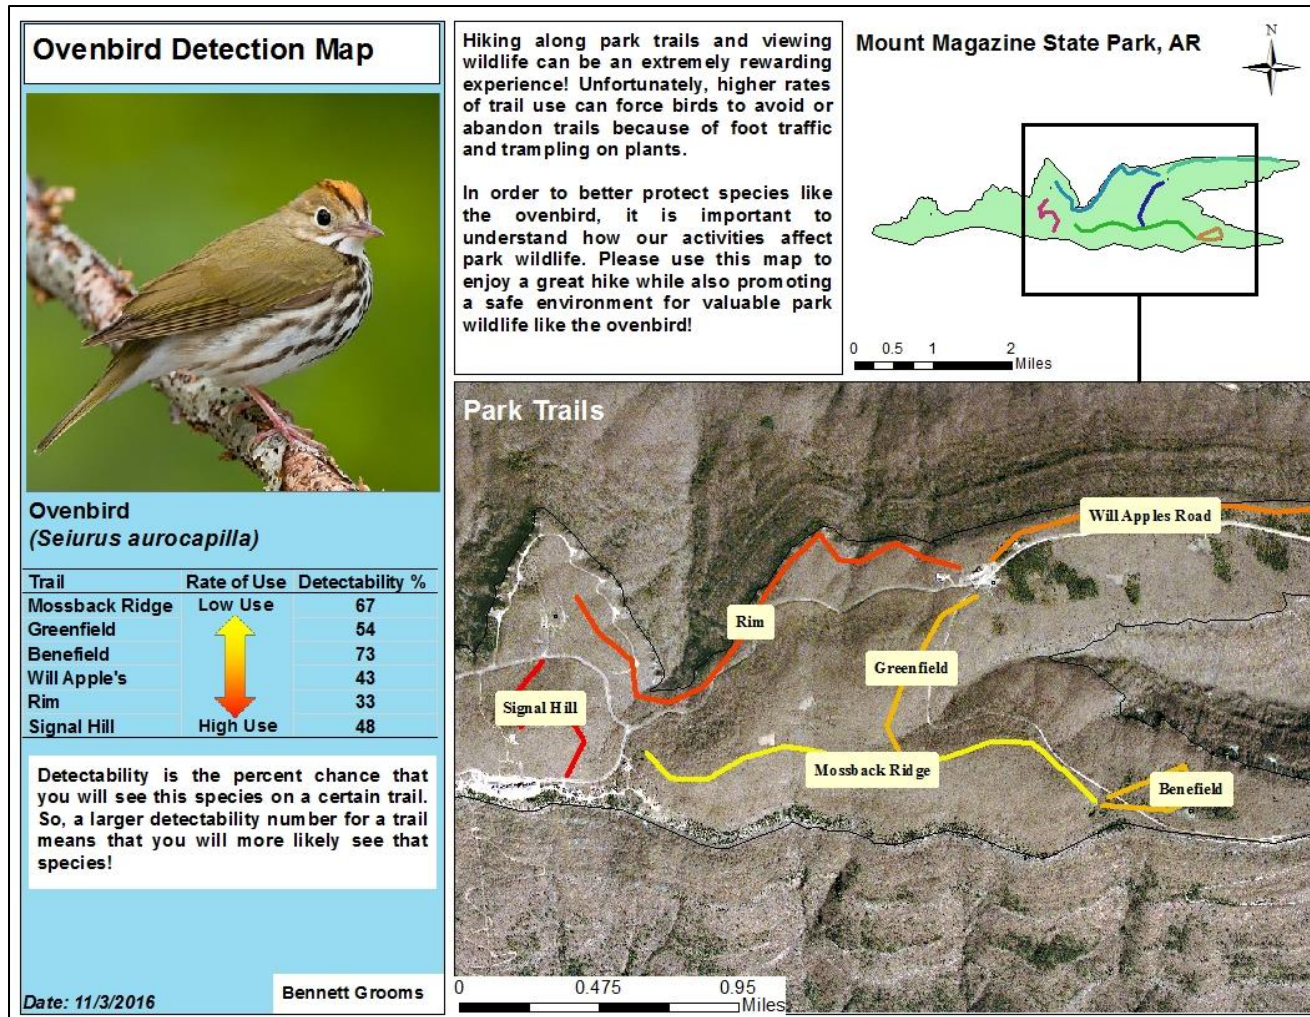 Ovenbird Detection Map
Ovenbird
(Seiurus aurocapilla)
Trail Rate of Use Detectability %
Mossback Ridge Low Use 67
Greenfield 54
Benefield 73
Will Apple's 43
Rim 33
Signal Hill High Use 48
Detectability is the percent chance that
you will see this species on a certain trail.
So, a larger detectability number for a trail
means that you will more likely see that
species!
Date: 11/3/2016
Bennett Grooms
Hiking along park trails and viewing
wildlife can be an extremely rewarding
experience! Unfortunately, higher rates
of trail use can force birds to avoid or
abandon trails because of foot traffic
and trampling on plants.
In order to better protect species like
the ovenbird, it is important to
understand how our activities affect
park wildlife. Please use this map to
enjoy a great hike while also promoting
a safe environment for valuable park
wildlife like the ovenbird!
Mount Magazine State Park, AR
N
0 0.5 1 2
Miles
Park Trails
Will Apples Road
Rim
Greenfield
Signal Hill
Mossback Ridge
Benefield
0 0.475 0.95
Miles